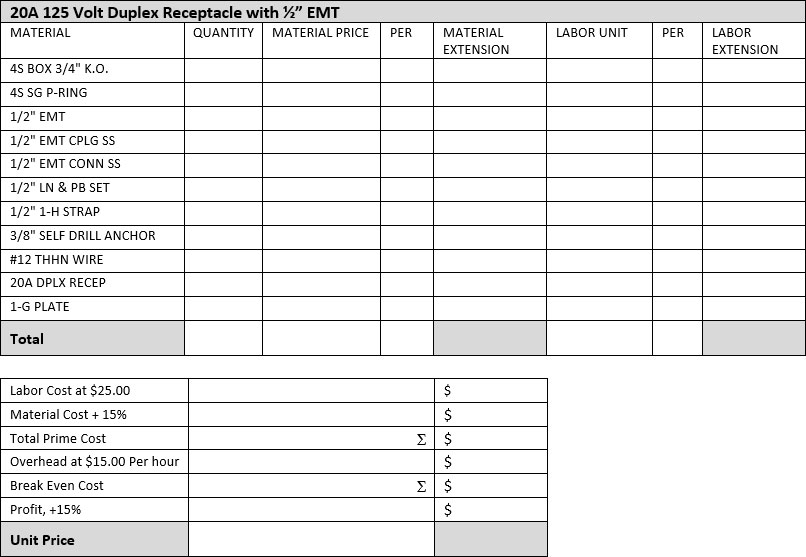 20A 125 Volt Duplex Receptacle with ½” EMT
MATERIAL QUANTITY MATERIAL PRICE PER MATERIAL EXTENSION LABOR UNIT PER LABOR EXTENSION
4S BOX 3/4" K.O.
4S SG P-RING
1/2" EMT
1/2" EMT CPLG SS
1/2" EMT CONN SS
1/2" LN & PB SET
1/2" 1-H STRAP
3/8" SELF DRILL ANCHOR
#12 THHN WIRE
20A DPLX RECEP
1-G PLATE
Total
Labor Cost at $25.00 $
Material Cost + 15% $
Total Prime Cost Σ $
Overhead at $15.00 Per hour $
Break Even Cost Σ $
Profit, +15% $
Unit Price